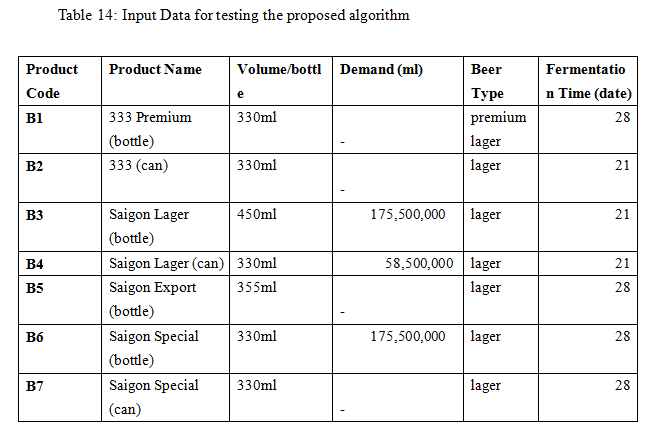 Table 14: Input Data for testing the proposed algorithm
Product Code Product Name Volume/bottl e Demand (ml) Beer Type Fermentatio n Time (date)
B1 333 Premium (bottle) 330ml - premium lager 28
B2 333 (can) 330ml - lager 21
B3 Saigon Lager (bottle) 450ml 175,500,000 lager 21
B4 Saigon Lager (can) 330ml 58,500,000 lager 21
B5 Saigon Export (bottle) 355ml - lager 28
B6 Saigon Special (bottle) 330ml 175,500,000 lager 28
B7 Saigon Special (can) 330ml - lager 28